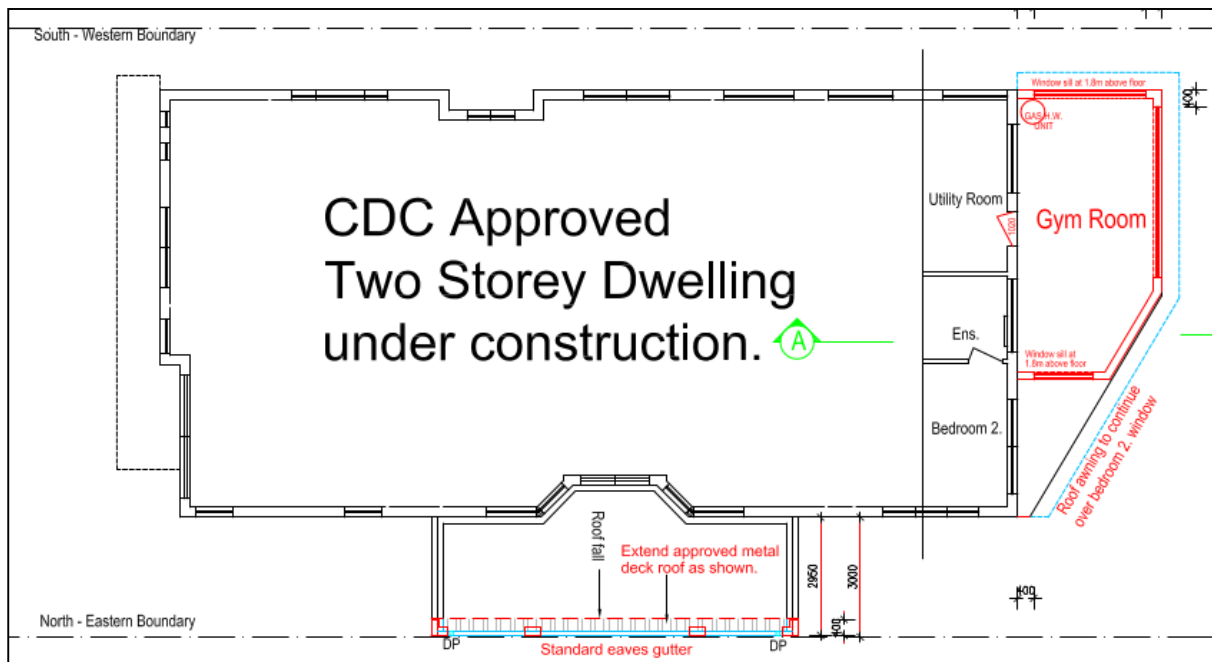 South - Western Boundary
Window sill at 1.8m above floor
400
GAS H.W.
UNIT
Utility Room
1020
Gym Room
CDC Approved
Two Storey Dwelling
under construction.
A
Ens.
Window sill at
1.8m above floor
Bedroom 2.
Roof awning to continue
over bedroom 2. window
Roof fall
Extend approved metal
deck roof as shown.
2950
3000
400
400
North - Eastern Boundary
DP
DP
Standard eaves gutter